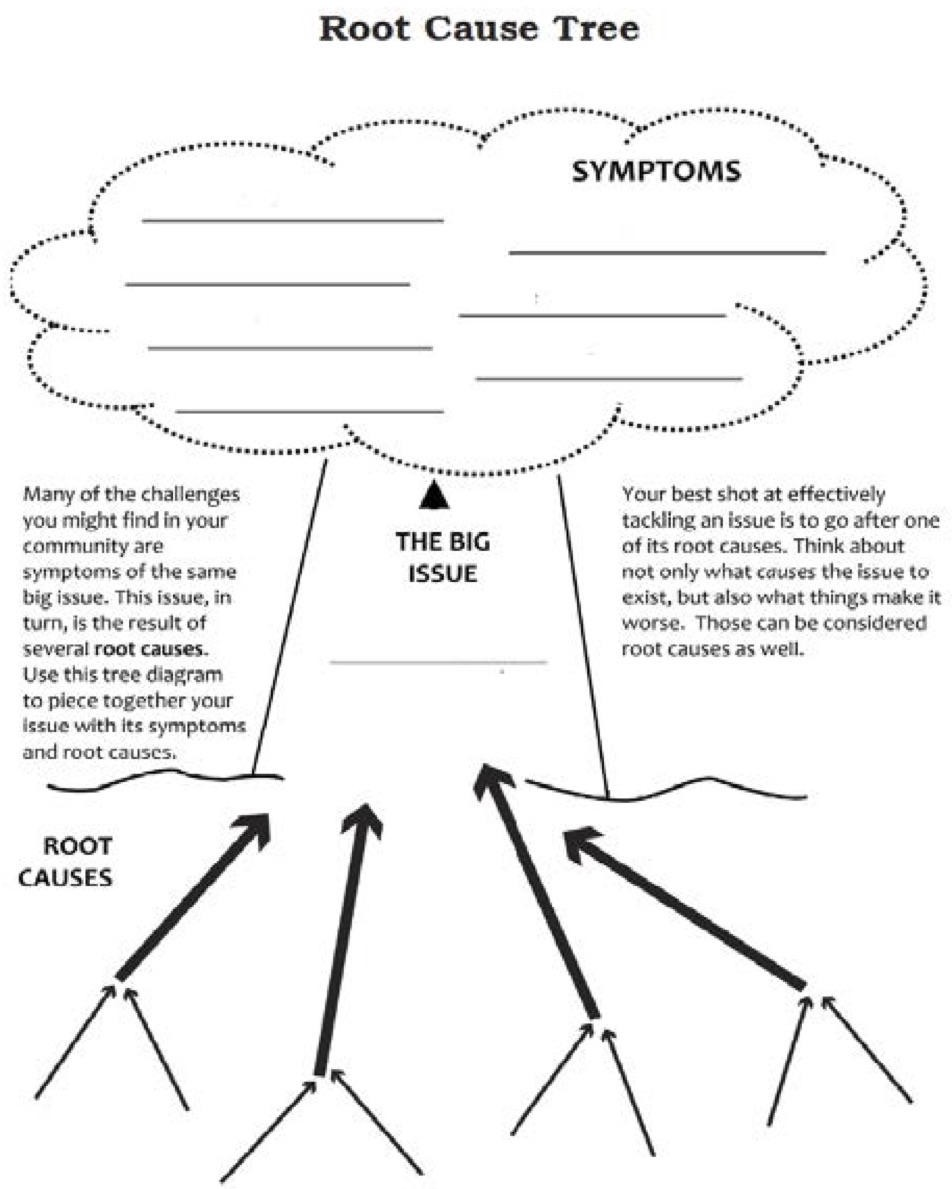 Root Cause Tree
SYMPTOMS
Many of the challenges
you might find in your
community are
symptoms of the same
big issue. This issue, in
turn, is the result of
several root causes.
Use this tree diagram
to piece together your
issue with its symptoms
and root causes.
THE BIG
ISSUE
Your best shot at effectively
tackling an issue is to go after one
of its root causes. Think about
not only what causes the issue to
exist, but also what things make it
worse. Those can be considered
root causes as well.
ROOT
CAUSES